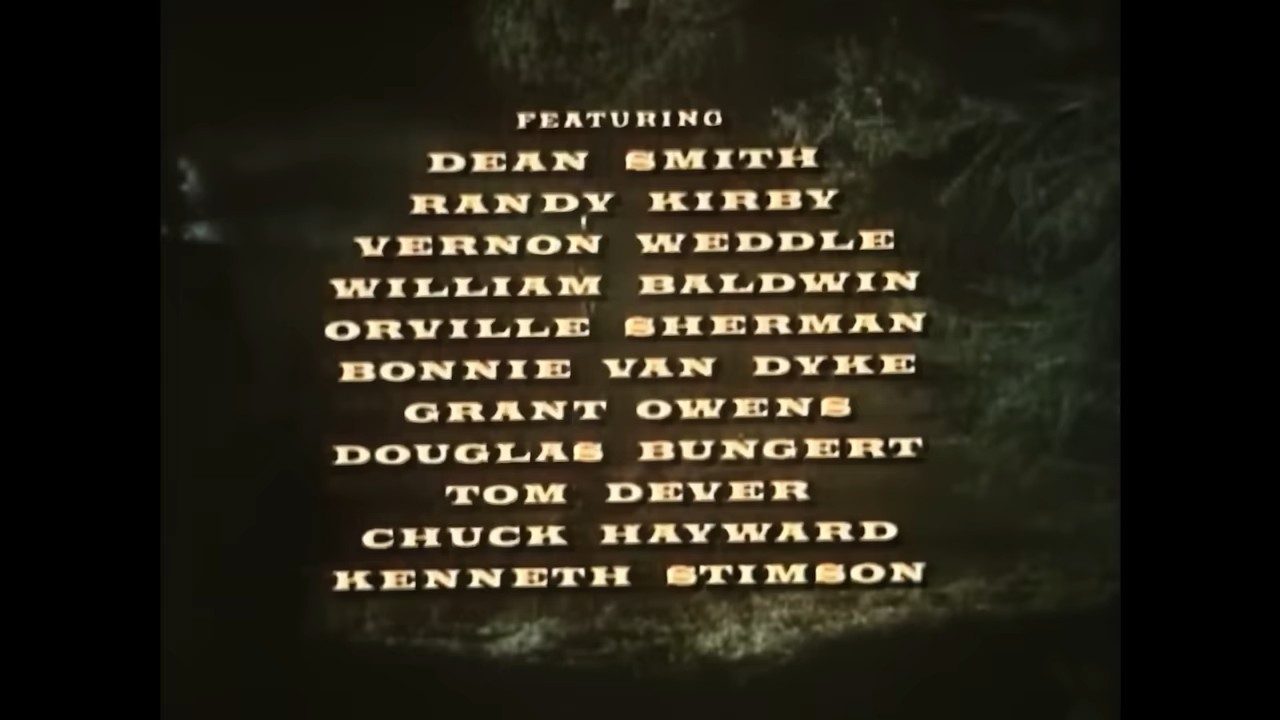 FEATURING
DEAN SMITH
RANDY KIRBY
VERNON WEDDLE
WILLIAM BALDWIN
ORVILLE SHERMAN
BONNIE VAN DYKE
GRANT OWENS
DOUGLAS BUNGERT
TOM DEVER
CHUCK HAYWARD
KENNETH STIMSON